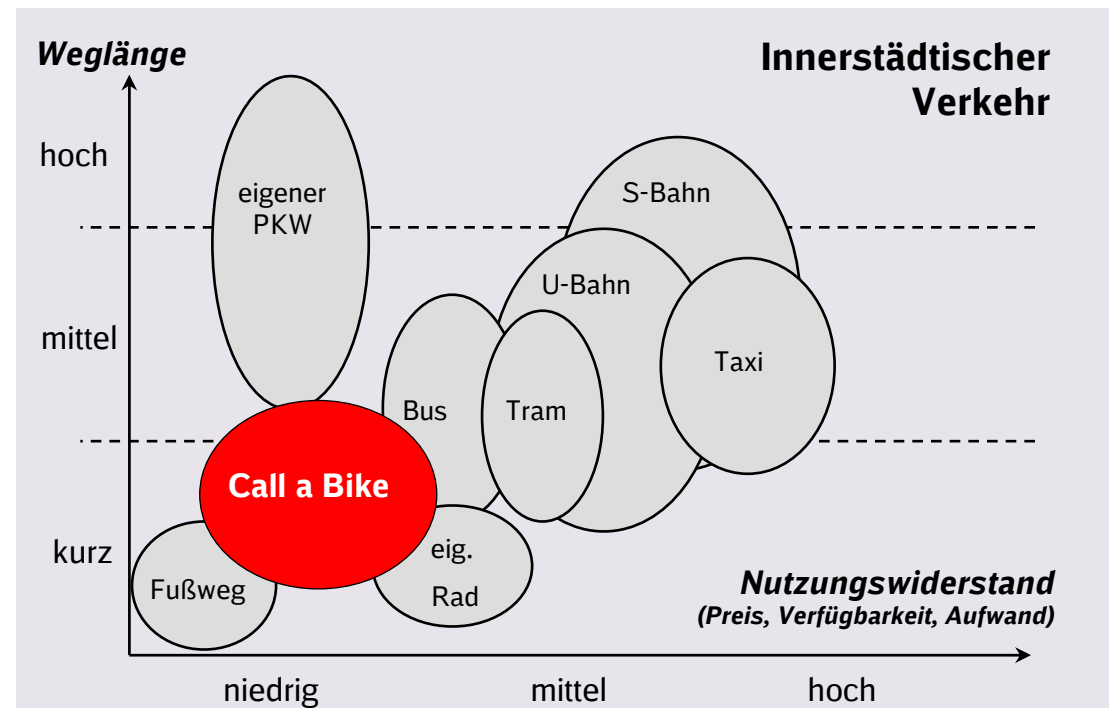 Weglänge
Innerstädtischer
Verkehr
hoch
eigener
PKW
S-Bahn
U-Bahn
mittel
Taxi
Bus
Tram
Call a Bike
kurz
eig.
Rad
Fußweg
Nutzungswiderstand
(Preis, Verfügbarkeit, Aufwand)
niedrig
mittel
hoch